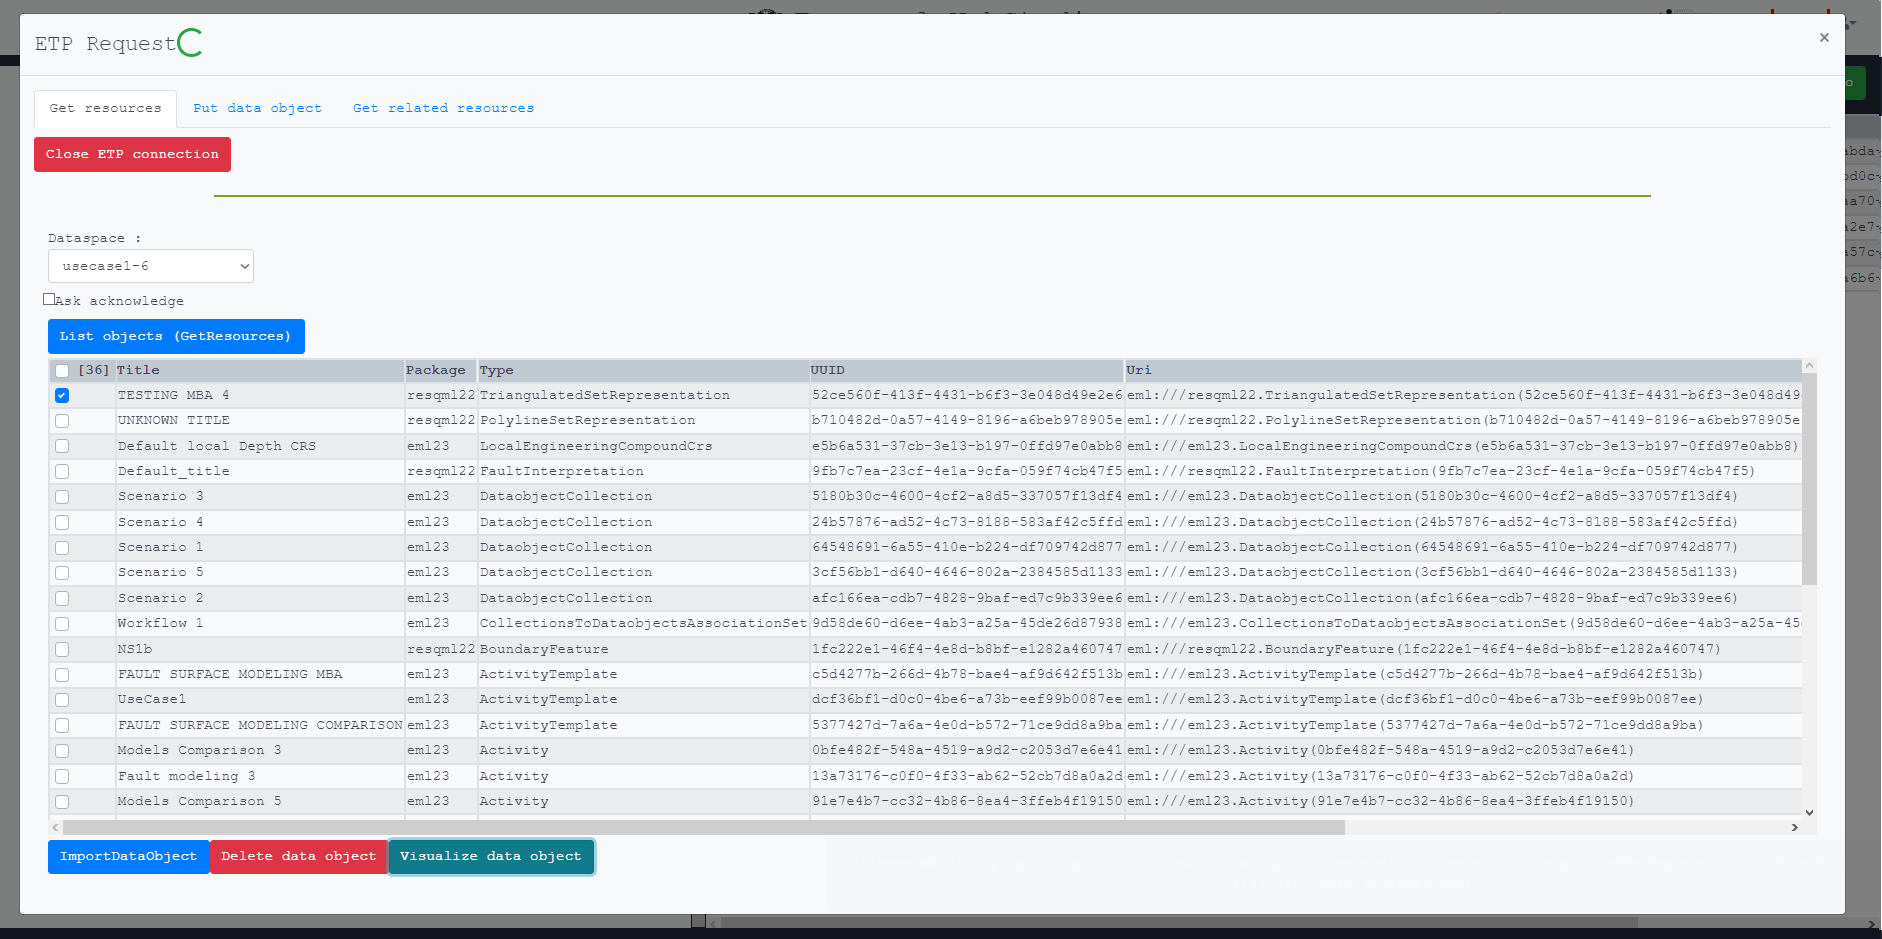 ETP Request
×
Get resources Put data object Get related resources
Close ETP connection
Dataspace :
usecase1-6
Ask acknowledge
List objects (GetResources)
[36] Title Package Type UUID Uri
TESTING MBA 4 resqml22 TriangulatedSetRepresentation 52ce560f-413f-4431-b6f3-3e048d49e2e6 eml:///resqml22.TriangulatedSetRepresentation(52ce560f-413f-4431-b6f3-3e048d49
UNKNOWN TITLE resqml22 PolylineSetRepresentation b710482d-0a57-4149-8196-a6beb978905e eml:///resqml22.PolylineSetRepresentation(b710482d-0a57-4149-8196-a6beb978905e
Default local Depth CRS eml23 LocalEngineeringCompoundCrs e5b6a531-37cb-3e13-b197-0ffd97e0abb8 eml:///eml23.LocalEngineeringCompoundCrs(e5b6a531-37cb-3e13-b197-0ffd97e0abb8)
Default_title resqml22 FaultInterpretation 9fb7c7ea-23cf-4e1a-9cfa-059f74cb47f5 eml:///resqml22.FaultInterpretation(9fb7c7ea-23cf-4e1a-9cfa-059f74cb47f5)
Scenario 3 eml23 DataobjectCollection 5180b30c-4600-4cf2-a8d5-337057f13df4 eml:///eml23.DataobjectCollection(5180b30c-4600-4cf2-a8d5-337057f13df4)
Scenario 4 eml23 DataobjectCollection 24b57876-ad52-4c73-8188-583af42c5ffd eml:///eml23.DataobjectCollection(24b57876-ad52-4c73-8188-583af42c5ffd)
Scenario 1 eml23 DataobjectCollection 64548691-6a55-410e-b224-df709742d877 eml:///eml23.DataobjectCollection(64548691-6a55-410e-b224-df709742d877)
Scenario 5 eml23 DataobjectCollection 3cf56bb1-d640-4646-802a-2384585d1133 eml:///eml23.DataobjectCollection(3cf56bb1-d640-4646-802a-2384585d1133)
Scenario 2 eml23 DataobjectCollection afc166ea-cdb7-4828-9baf-ed7c9b339ee6 eml:///eml23.DataobjectCollection(afc166ea-cdb7-4828-9baf-ed7c9b339ee6)
Workflow 1 eml23 CollectionsToDataobjectsAssociationSet 9d58de60-d6ee-4ab3-a25a-45de26d87938 eml:///eml23.CollectionsToDataobjectsAssociationSet(9d58de60-d6ee-4ab3-a25a-45
NS1b resqml22 BoundaryFeature 1fc222e1-46f4-4e8d-b8bf-e1282a460747 eml:///resqml22.BoundaryFeature(1fc222e1-46f4-4e8d-b8bf-e1282a460747)
FAULT SURFACE MODELING MBA eml23 ActivityTemplate c5d4277b-266d-4b78-bae4-af9d642f513b eml:///eml23.ActivityTemplate(c5d4277b-266d-4b78-bae4-af9d642f513b)
UseCase1 eml23 ActivityTemplate dcf36bf1-d0c0-4be6-a73b-eef99b0087ee eml:///eml23.ActivityTemplate(dcf36bf1-d0c0-4be6-a73b-eef99b0087ee)
FAULT SURFACE MODELING COMPARISON eml23 ActivityTemplate 5377427d-7a6a-4e0d-b572-71ce9dd8a9ba eml:///eml23.ActivityTemplate(5377427d-7a6a-4e0d-b572-71ce9dd8a9ba)
Models Comparison 3 eml23 Activity 0bfe482f-548a-4519-a9d2-c2053d7e6e41 eml:///eml23.Activity(0bfe482f-548a-4519-a9d2-c2053d7e6e41)
Fault modeling 3 eml23 Activity 13a73176-c0f0-4f33-ab62-52cb7d8a0a2d eml:///eml23.Activity(13a73176-c0f0-4f33-ab62-52cb7d8a0a2d)
Models Comparison 5 eml23 Activity 91e7e4b7-cc32-4b86-8ea4-3ffeb4f19150 eml:///eml23.Activity(91e7e4b7-cc32-4b86-8ea4-3ffeb4f19150)
ImportDataObject Delete data object Visualize data object